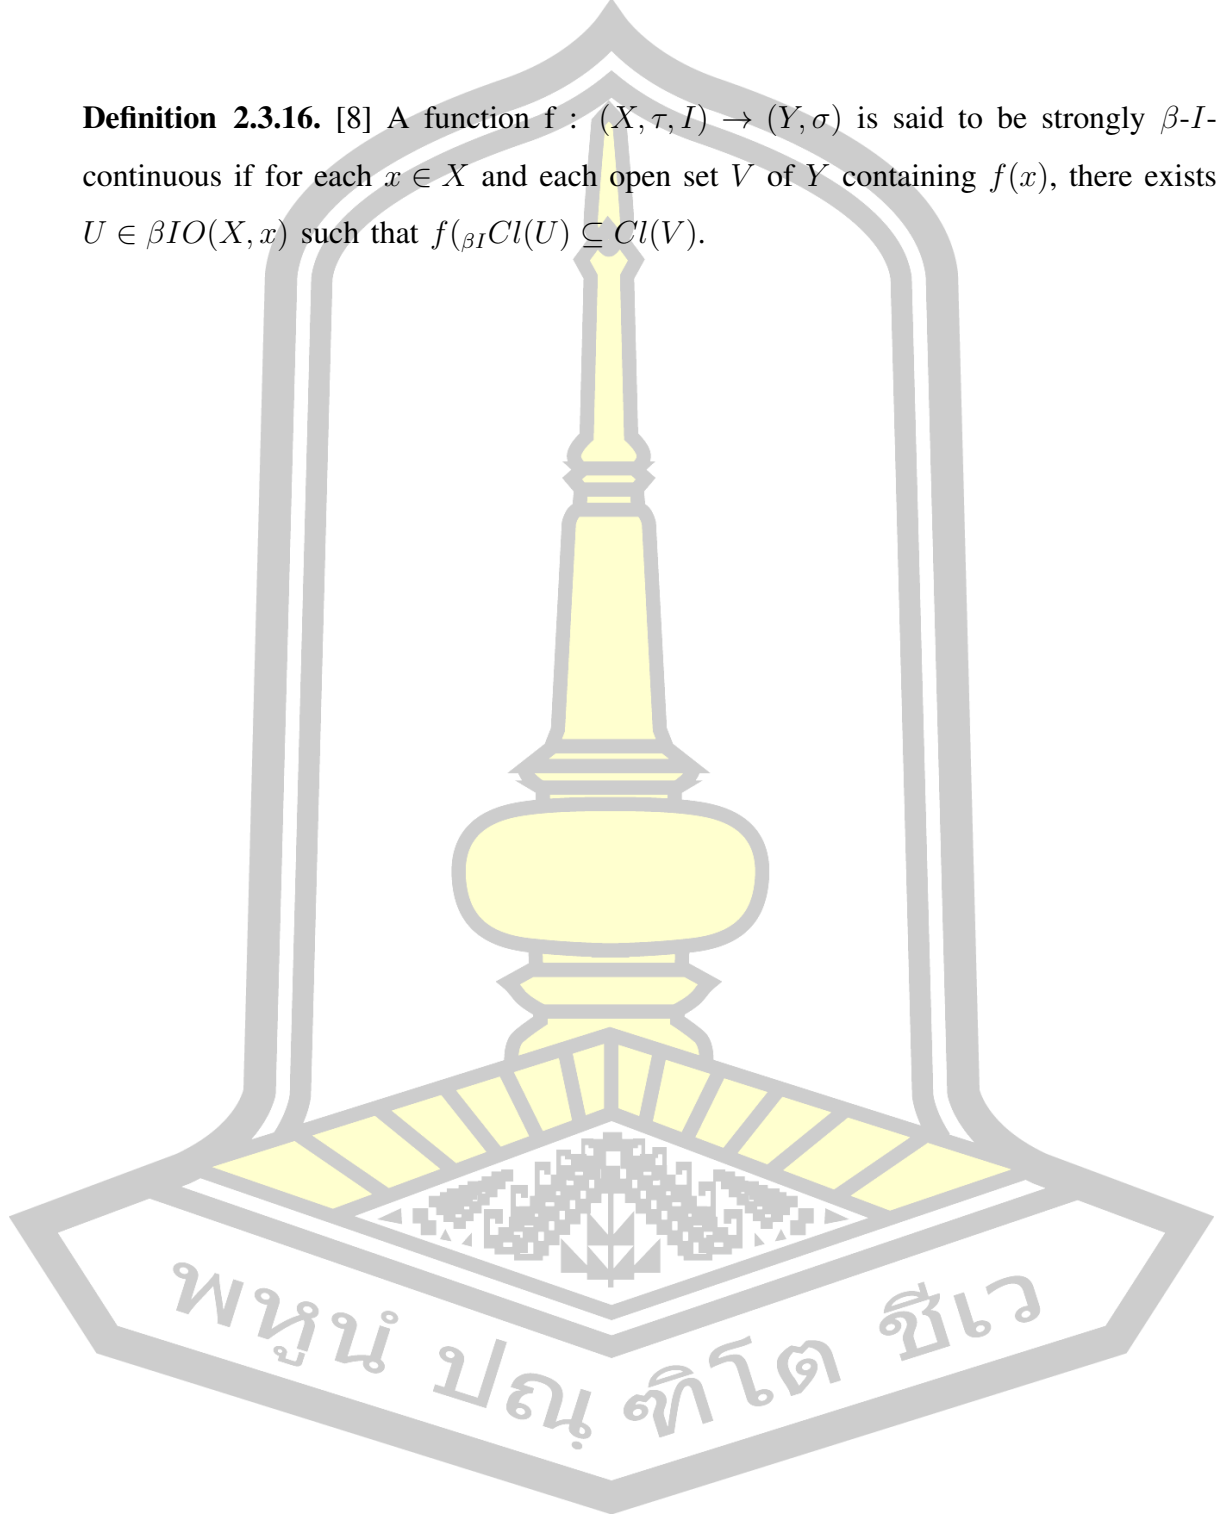 Definition 2.3.16. [8] A function f : (X, τ, I) → (Y, σ) is said to be strongly β-I-
continuous if for each x ∈ X and each open set V of Y containing f(x), there exists
U ∈ βIO(X, x) such that f(βICl(U) ⊆ Cl(V).
พหูนํ ปณฺฑิโต ชีเว